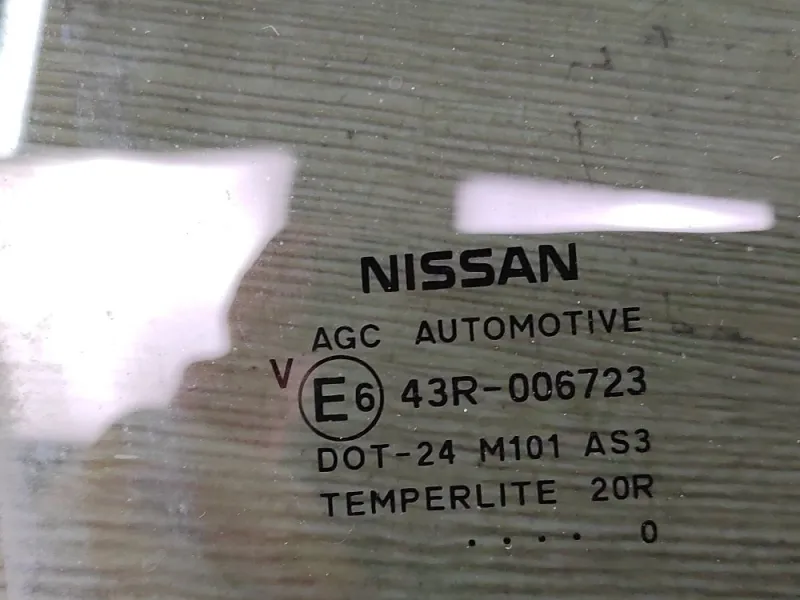 NISSAN
AGC AUTOMOTIVE
V E6 43R-006723
DOT-24 M101 AS3
TEMPERLITE 20R
. . . . 0